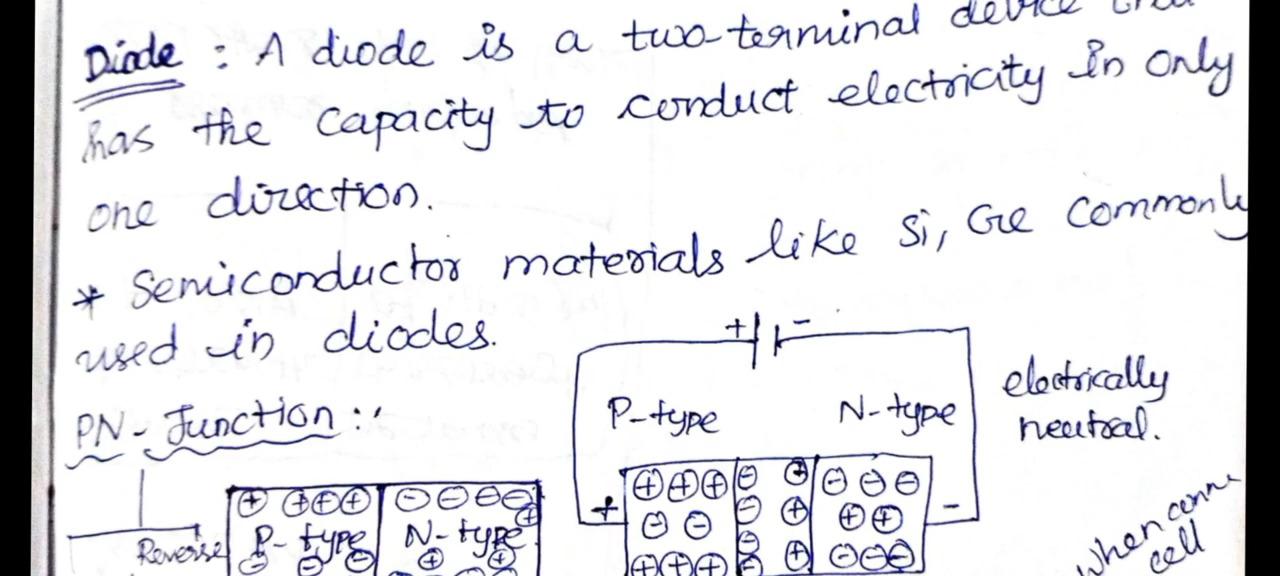 Diode : A diode is a two-terminal device
has the capacity to conduct electricity in only
one direction.
* Semiconductor materials like Si, Ge commonly
used in diodes.
+ -
PN-Junction :-
P-type N-type
electrically
neutral.
+ + + + - - - -
+
P-type N-type
Reverse
- - - + +
+ + + - + - - -
+ - - - + + + -
+ + + - + - - -
when
cell